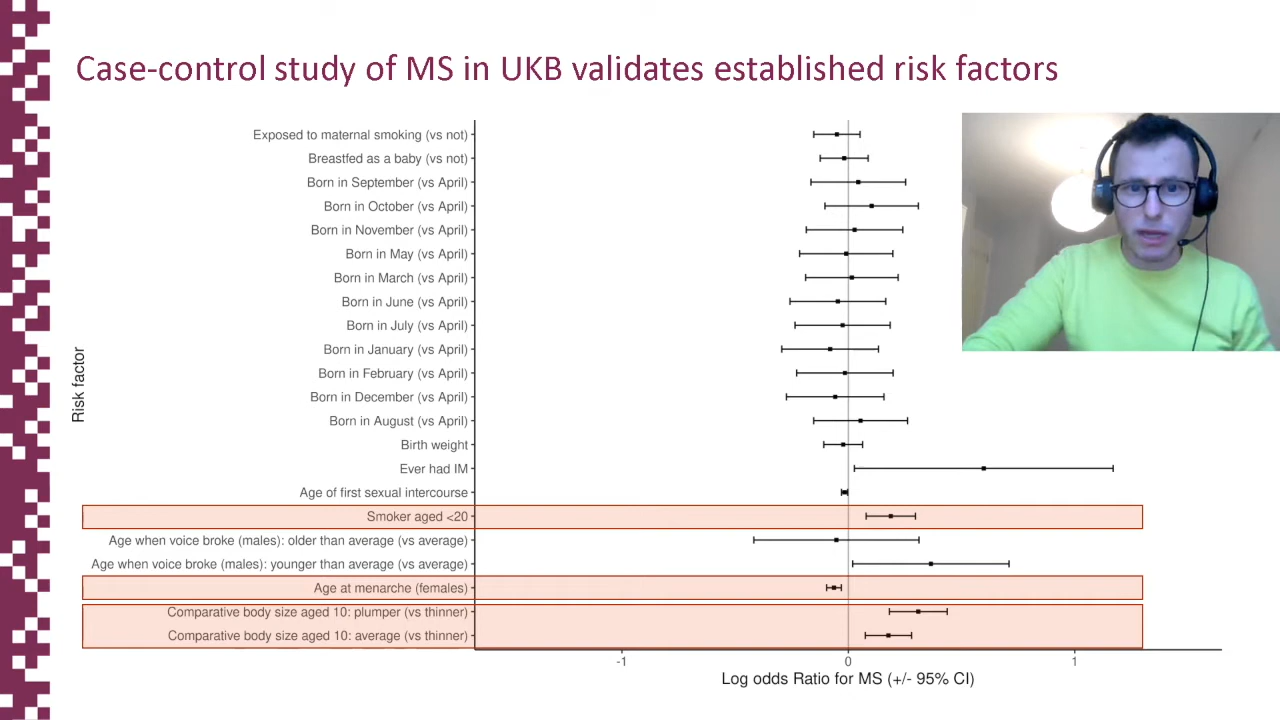 Case-control study of MS in UKB validates established risk factors
Risk factor
Exposed to maternal smoking (vs not)
Breastfed as a baby (vs not)
Born in September (vs April)
Born in October (vs April)
Born in November (vs April)
Born in May (vs April)
Born in March (vs April)
Born in June (vs April)
Born in July (vs April)
Born in January (vs April)
Born in February (vs April)
Born in December (vs April)
Born in August (vs April)
Birth weight
Ever had IM
Age of first sexual intercourse
Smoker aged <20
Age when voice broke (males): older than average (vs average)
Age when voice broke (males): younger than average (vs average)
Age at menarche (females)
Comparative body size aged 10: plumper (vs thinner)
Comparative body size aged 10: average (vs thinner)
-1 0 1
Log odds Ratio for MS (+/- 95% CI)